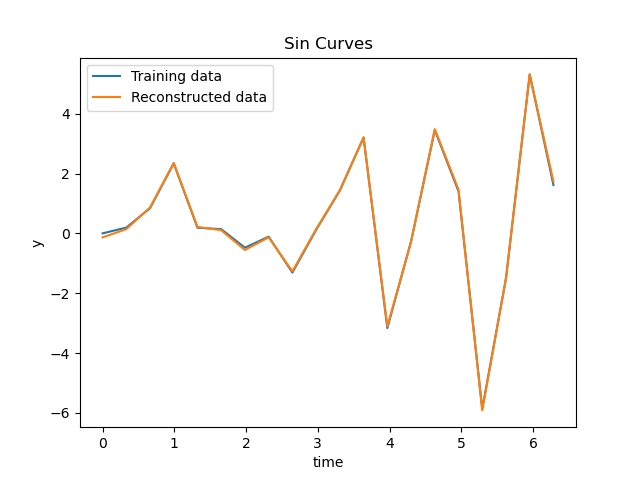 Sin Curves
Training data
Reconstructed data
4
2
0
−2
−4
−6
y
0 1 2 3 4 5 6
time